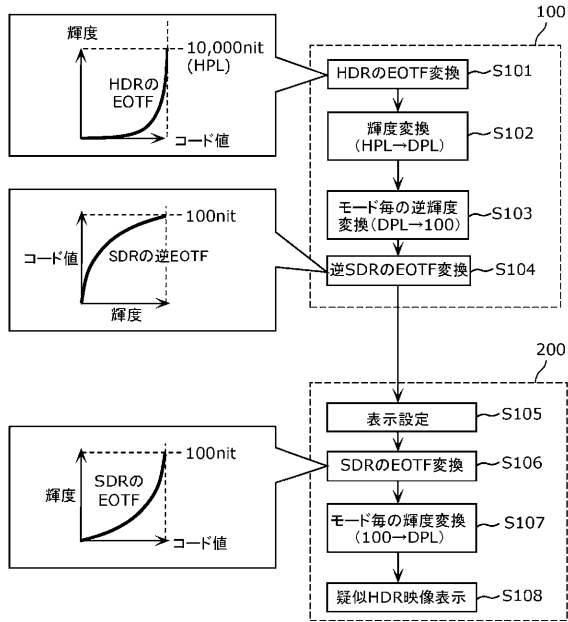 100
輝度
10,000nit
(HPL)
HDRの
EOTF
コード値
HDRのEOTF変換
S101
輝度変換
(HPL→DPL)
S102
モード毎の逆輝度
変換(DPL→100)
S103
100nit
コード値
SDRの逆EOTF
輝度
逆SDRのEOTF変換
S104
200
表示設定
S105
100nit
輝度
SDRの
EOTF
コード値
SDRのEOTF変換
S106
モード毎の輝度変換
(100→DPL)
S107
疑似HDR映像表示
S108